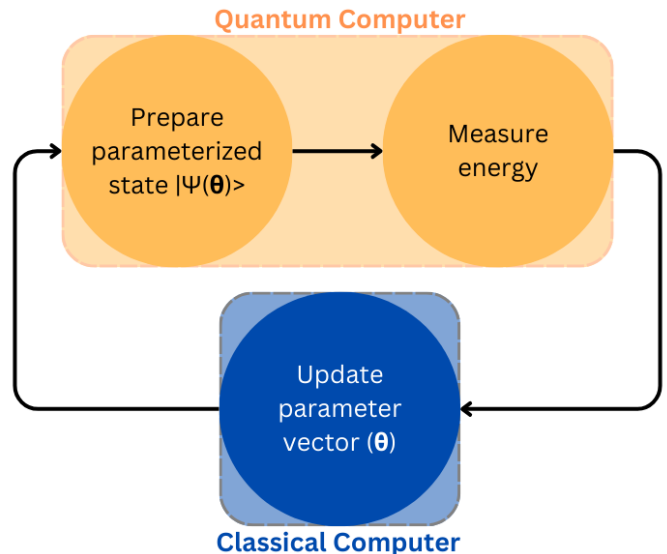 Quantum Computer
Prepare
parameterized
state |Ψ(θ)>
Measure
energy
Update
parameter
vector (θ)
Classical Computer